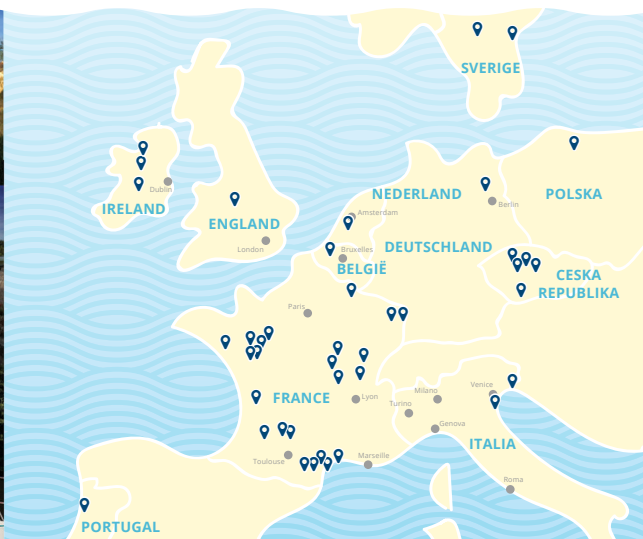 SVERIGE
Dublin
IRELAND
ENGLAND
London
NEDERLAND
Amsterdam
Berlin
POLSKA
DEUTSCHLAND
Bruxelles
BELGIË
CESKA
REPUBLIKA
Paris
FRANCE
Lyon
Milano
Venice
Turino
Genova
ITALIA
Toulouse
Marseille
Roma
PORTUGAL